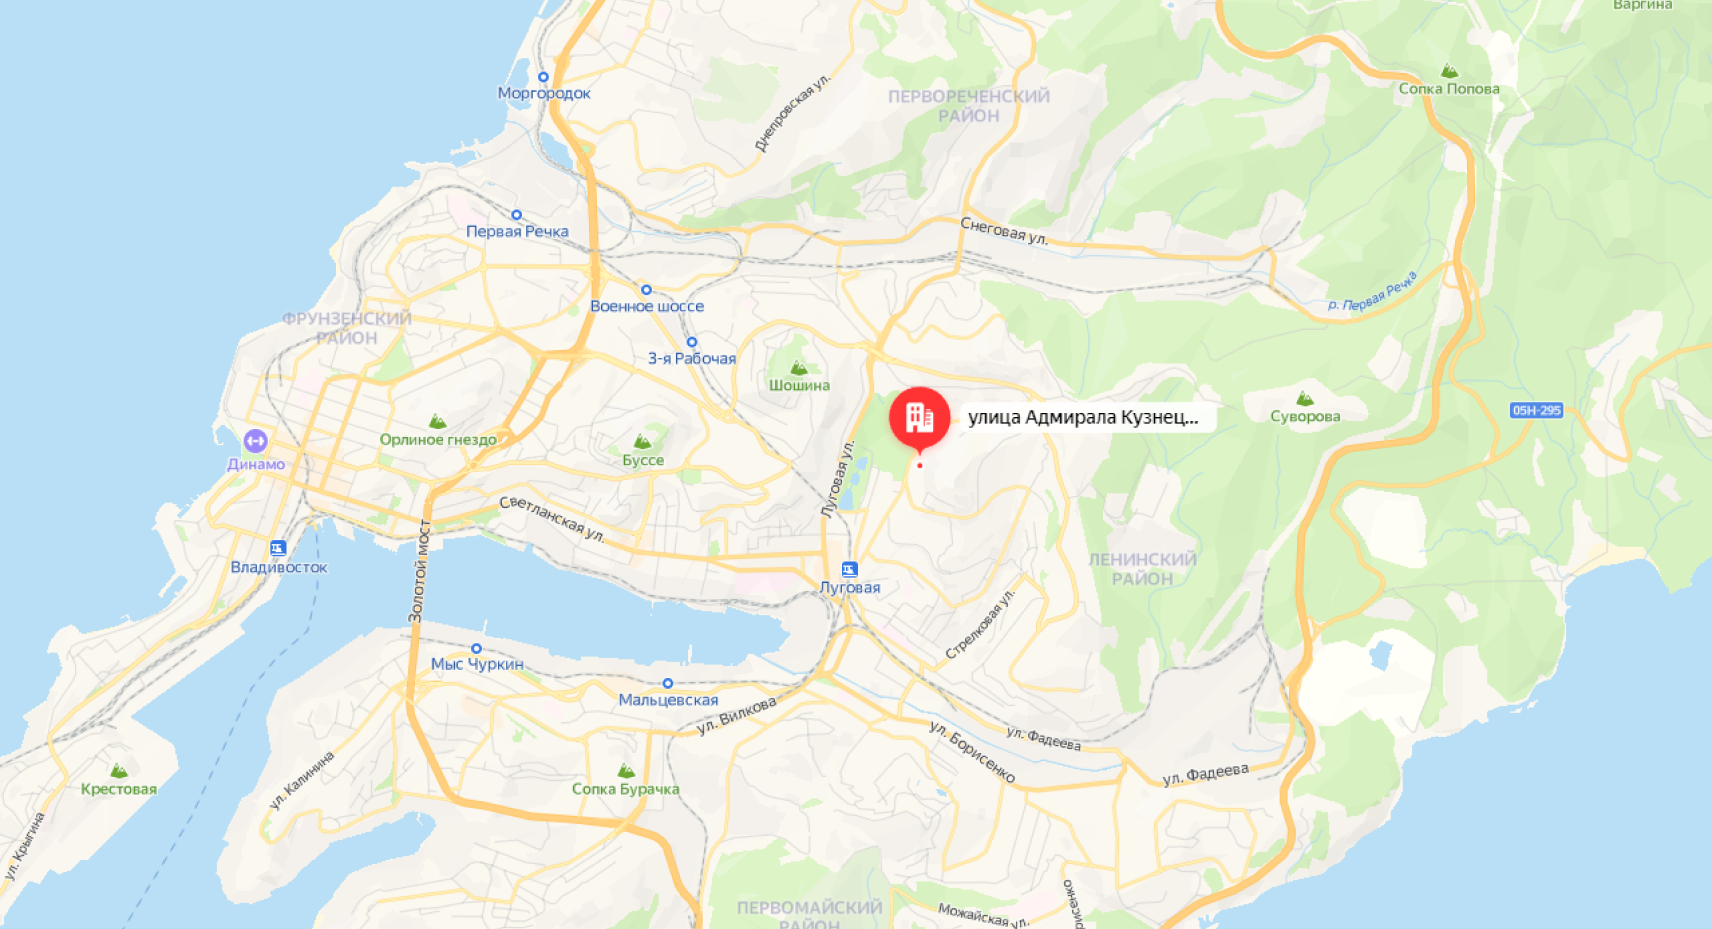 Варгина
Сопка Попова
Моргородок
Днепровская ул.
ПЕРВОРЕЧЕНСКИЙ
РАЙОН
Первая Речка
Снеговая ул.
р. Первая Речка
Военное шоссе
ФРУНЗЕНСКИЙ
РАЙОН
3-я Рабочая
Шошина
улица Адмирала Кузнец...
Суворова
05Н-295
Орлиное гнездо
Динамо
Буссе
Луговая ул.
Светланская ул.
Владивосток
Золотой мост
Луговая
ЛЕНИНСКИЙ
РАЙОН
Стрелковая ул.
Мыс Чуркин
Мальцевская
ул. Вилкова
ул. Борисенко
ул. Фадеева
ул. Фадеева
Крестовая
ул. Калинина
Сопка Бурачка
ул. Крыгина
ПЕРВОМАЙСКИЙ
РАЙОН
Можайская ул.
рисенко